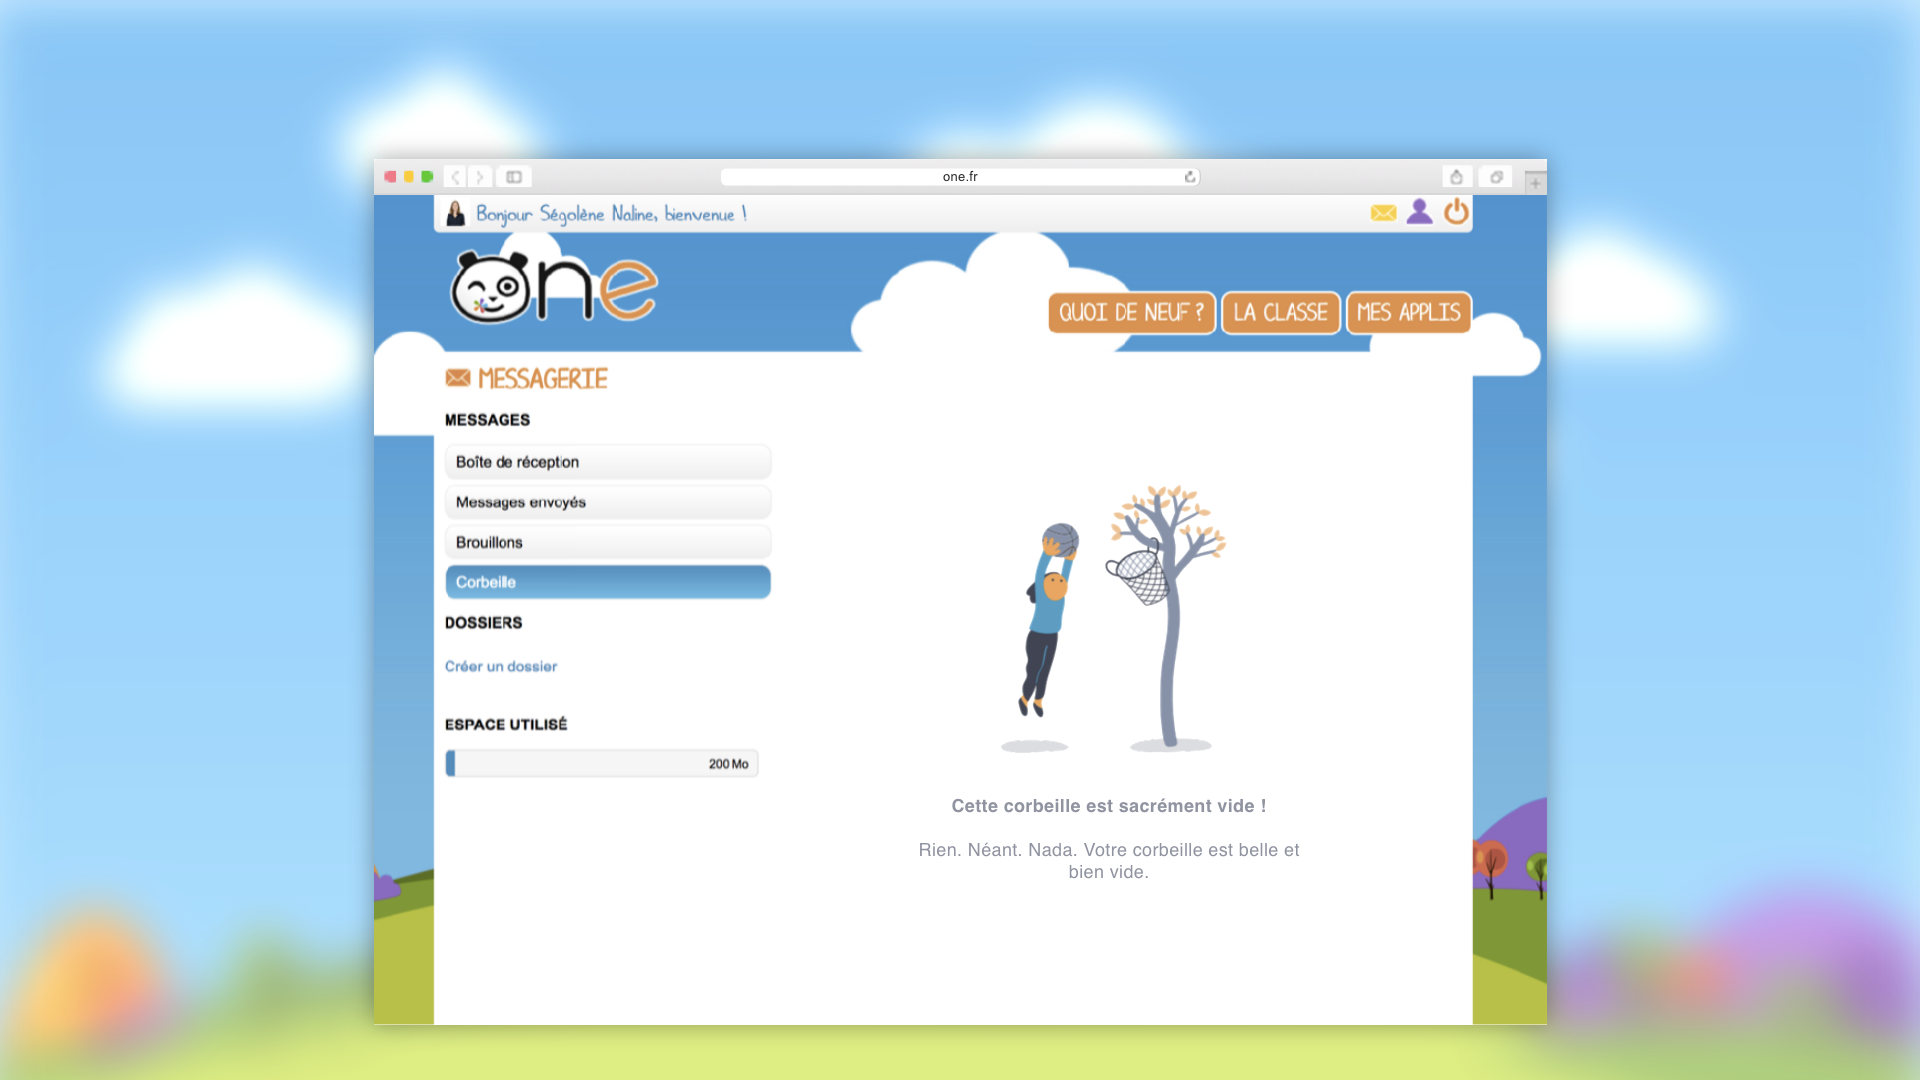 one.fr
Bonjour Ségolène Naline, bienvenue !
one
QUOI DE NEUF ?
LA CLASSE
MES APPLIS
MESSAGERIE
MESSAGES
Boîte de réception
Messages envoyés
Brouillons
Corbeille
DOSSIERS
Créer un dossier
ESPACE UTILISÉ
200 Mo
Cette corbeille est sacrément vide !
Rien. Néant. Nada. Votre corbeille est belle et
bien vide.